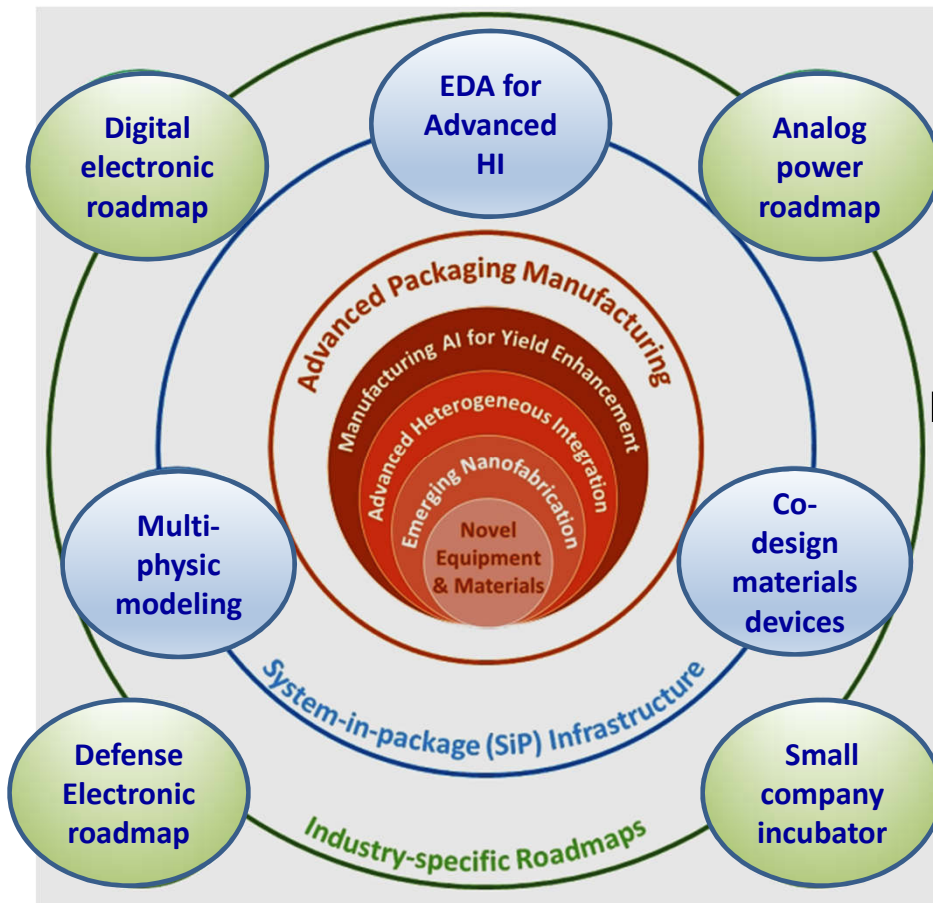 Digital
electronic
roadmap
EDA for
Advanced
HI
Analog
power
roadmap
Advanced Packaging Manufacturing
Manufacturing AI for Yield Enhancement
Advanced Heterogeneous Integration
Emerging Nanofabrication
Novel
Equipment
& Materials
Multi-
physic
modeling
Co-
design
materials
devices
System-in-package (SiP) Infrastructure
Defense
Electronic
roadmap
Small
company
incubator
Industry-specific Roadmaps